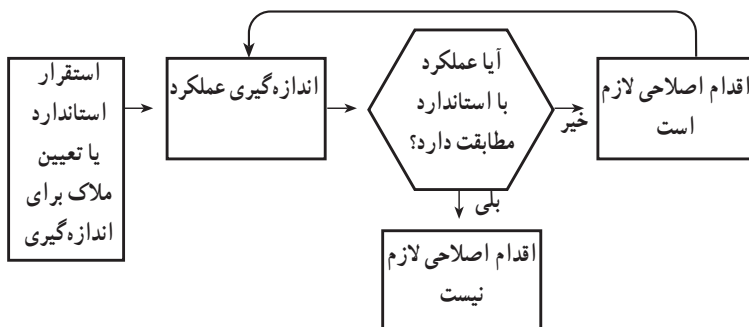 استقرار
استاندارد
یا تعیین
ملاک برای
اندازه‌گیری
اندازه‌گیری عملکرد
آیا عملکرد
با استاندارد
مطابقت دارد؟
خیر
اقدام اصلاحی لازم
است
بلی
اقدام اصلاحی لازم
نیست